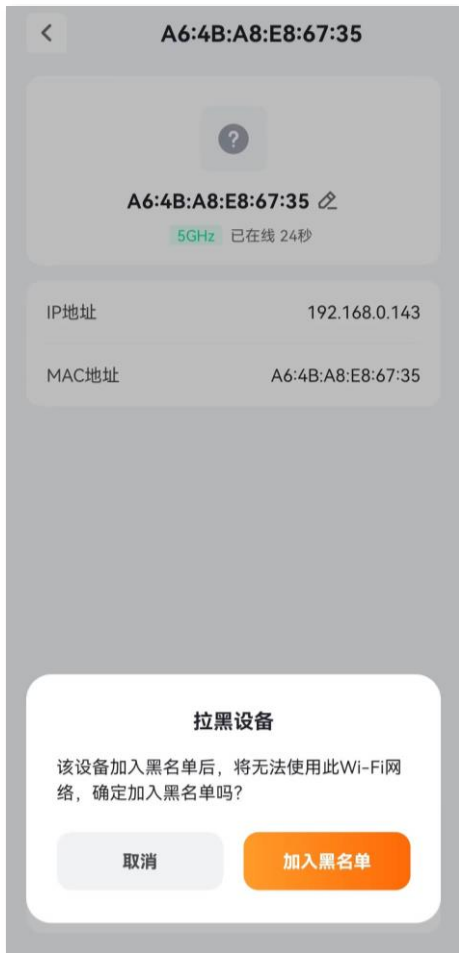 A6:4B:A8:E8:67:35
?
A6:4B:A8:E8:67:35
5GHz 已在线 24秒
IP地址 192.168.0.143
MAC地址 A6:4B:A8:E8:67:35
拉黑设备
该设备加入黑名单后，将无法使用此Wi-Fi网
络，确定加入黑名单吗？
取消 加入黑名单